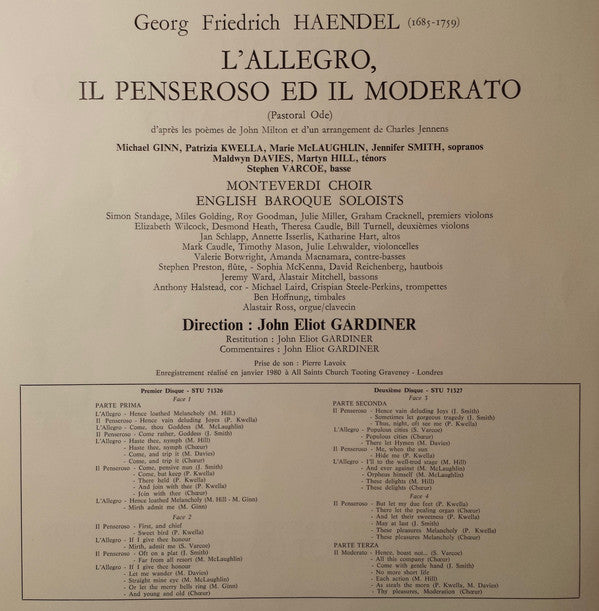 Georg Friedrich HAENDEL (1685-1759)
L'ALLEGRO,
IL PENSEROSO ED IL MODERATO
(Pastoral Ode)
d'après les poèmes de John Milton et d'un arrangement de Charles Jennens
Michael GINN, Patrizia KWELLA, Marie McLAUGHLIN, Jennifer SMITH, sopranos
Maldwyn DAVIES, Martyn HILL, ténors
Stephen VARCOE, basse
MONTEVERDI CHOIR
ENGLISH BAROQUE SOLOISTS
Simon Standage, Miles Golding, Roy Goodman, Julie Miller, Graham Cracknell, premiers violons
Elizabeth Wilcock, Desmond Heath, Theresa Caudle, Bill Turnell, deuxièmes violons
Jan Schlapp, Annette Isserlis, Katharine Hart, altos
Mark Caudle, Timothy Mason, Julie Lehwalder, violoncelles
Valerie Botwright, Amanda Macnamara, contre-basses
Stephen Preston, flûte, - Sophia McKenna, David Reichenberg, hautbois
Jeremy Ward, Alastair Mitchell, bassons
Anthony Halstead, cor - Michael Laird, Crispian Steele-Perkins, trompettes
Ben Hoffnung, timbales
Alastair Ross, orgue/clavecin
Direction : John Eliot GARDINER
Restitution : John Eliot GARDINER
Commentaires : John Eliot GARDINER
Prise de son : Pierre Lavoix
Enregistrement réalisé en janvier 1980 à All Saints Church Tooting Graveney - Londres
Premier Disque - STU 71326
Face 1
PARTE PRIMA
L'Allegro - Hence loathed Melancholy (M. Hill.)
Il Penseroso - Hence vain deluding Joyes (P. Kwella)
L'Allegro - Come, thou Goddess (M. McLaughlin)
Il Penseroso - Come rather, Goddess (J. Smith)
L'Allegro - Haste thee, nymph (M. Hill)
- Haste thee, nymph (Chœur)
- Come, and trip it (M. Davies)
- Come, and trip it (Chœur)
Il Penseroso - Come, pensive nun (J. Smith)
- Come, but keep (P. Kwella)
- There held (P. Kwella)
- And join with thee (P. Kwella)
- Join with thee (Chœur)
L'Allegro - Hence loathed Melancholy (M. Hill - M. Ginn)
- Mirth admit me (M. Ginn)
Face 2
Il Penseroso - First, and chief
- Sweet bird (P. Kwella)
L'Allegro - If I give thee honour
- Mirth, admit me (S. Varcoe)
Il Penseroso - Oft on a plat (J. Smith)
- Far from all resort (M. McLaughlin)
L'Allegro - If I give thee honour
- Let me wander (M. Davies)
- Straight mine eye (M. McLaughlin)
- Or let the merry bells ring (M. Ginn)
- And young and old (Chœur)
Deuxième Disque - STU 71327
Face 3
PARTE SECONDA
Il Penseroso - Hence vain deluding Joys (J. Smith)
- Sometimes let gorgeous tragedy (J. Smith)
- Thus, night, oft see me (P. Kwella)
L'Allegro - Populous cities (S. Varcoe)
- Populous cities (Chœur)
- There let Hymen (M. Davies)
Il Penseroso - Me, when the sun
- Hide me (P. Kwella)
L'Allegro - I'll to the well-trod stage (M. Hill)
- And ever against (M. McLaughlin)
- Orpheus himself (M. McLaughlin)
- These delights (M. Hill)
- These delights (Chœur)
Face 4
Il Penseroso - But let my due feet (P. Kwella)
- There let the pealing organ (Chœur)
- And let their sweetness (P. Kwella)
- May at last (J. Smith)
- These pleasures Melancholy (P. Kwella)
- These pleasures Melancholy (Chœur)
PARTE TERZA
Il Moderato - Hence, boast not... (S. Varcoe)
- All this company (Chœur)
- Come with gentle hand (J. Smith)
- No more short life
- Each action (M. Hill)
- As steals the morn (P. Kwella, M. Davies)
- Thy pleasures, Moderation (Chœur)